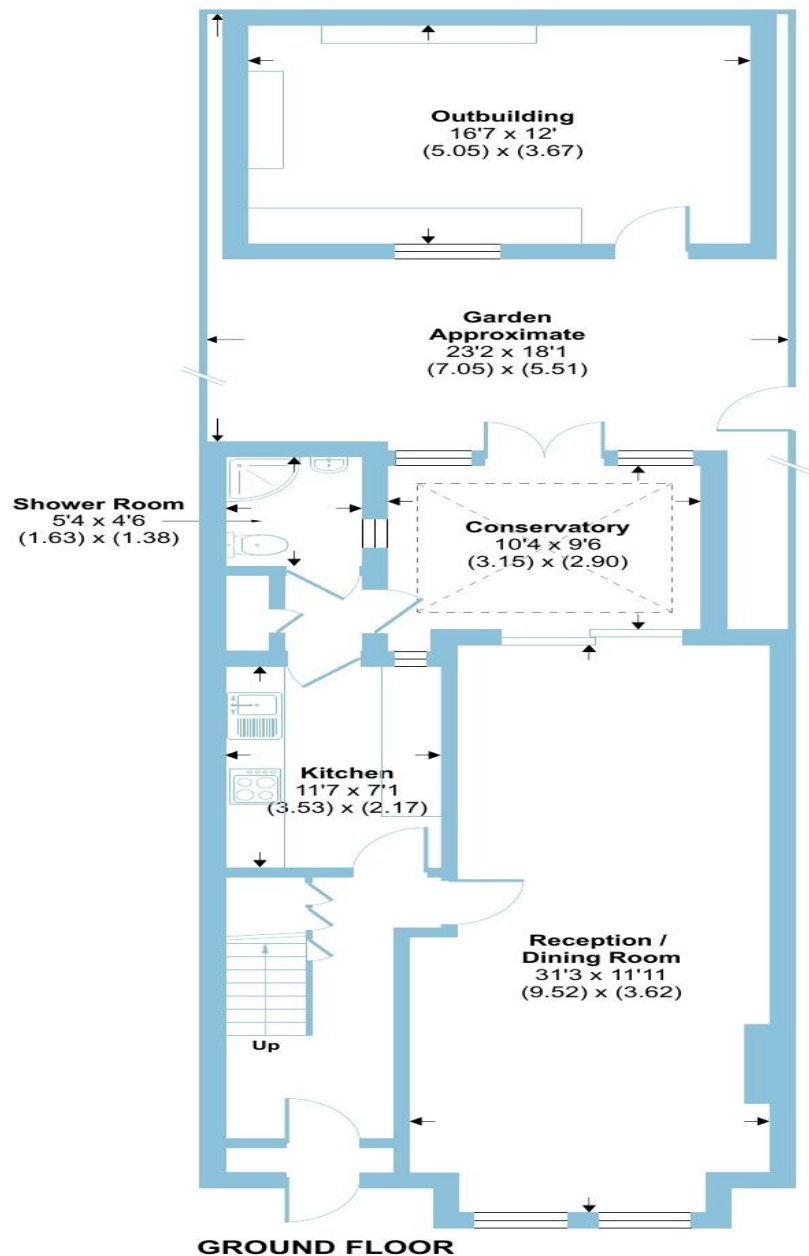 Outbuilding
16'7 x 12'
(5.05) x (3.67)
Garden
Approximate
23'2 x 18'1
(7.05) x (5.51)
Shower Room
5'4 x 4'6
(1.63) x (1.38)
Conservatory
10'4 x 9'6
(3.15) x (2.90)
Kitchen
11'7 x 7'1
(3.53) x (2.17)
Reception /
Dining Room
31'3 x 11'11
(9.52) x (3.62)
Up
GROUND FLOOR